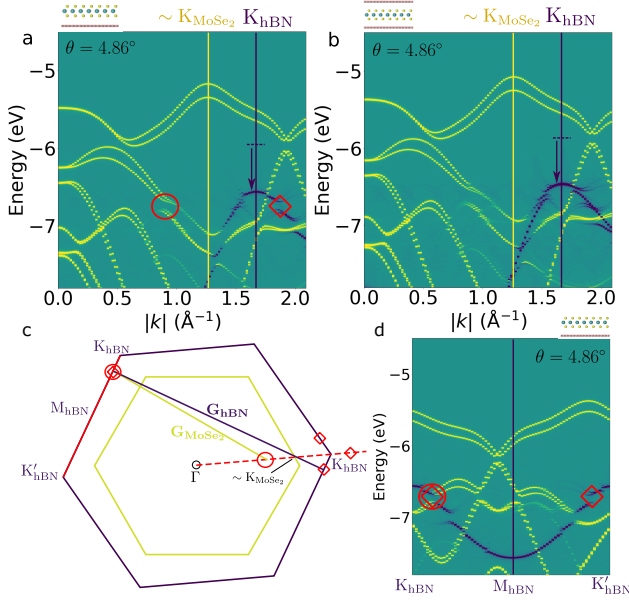 a
θ = 4.86°
~ K_MoSe₂
K_hBN
Energy (eV)
−5
−6
−7
0.0
0.5
1.0
1.5
2.0
|k| (Å⁻¹)
b
θ = 4.86°
~ K_MoSe₂
K_hBN
Energy (eV)
−5
−6
−7
0.0
0.5
1.0
1.5
2.0
|k| (Å⁻¹)
c
K_hBN
M_hBN
K′_hBN
G_hBN
G_MoSe₂
Γ
~ K_MoSe₂
K_hBN
d
θ = 4.86°
Energy (eV)
−5
−6
−7
K_hBN
M_hBN
K′_hBN